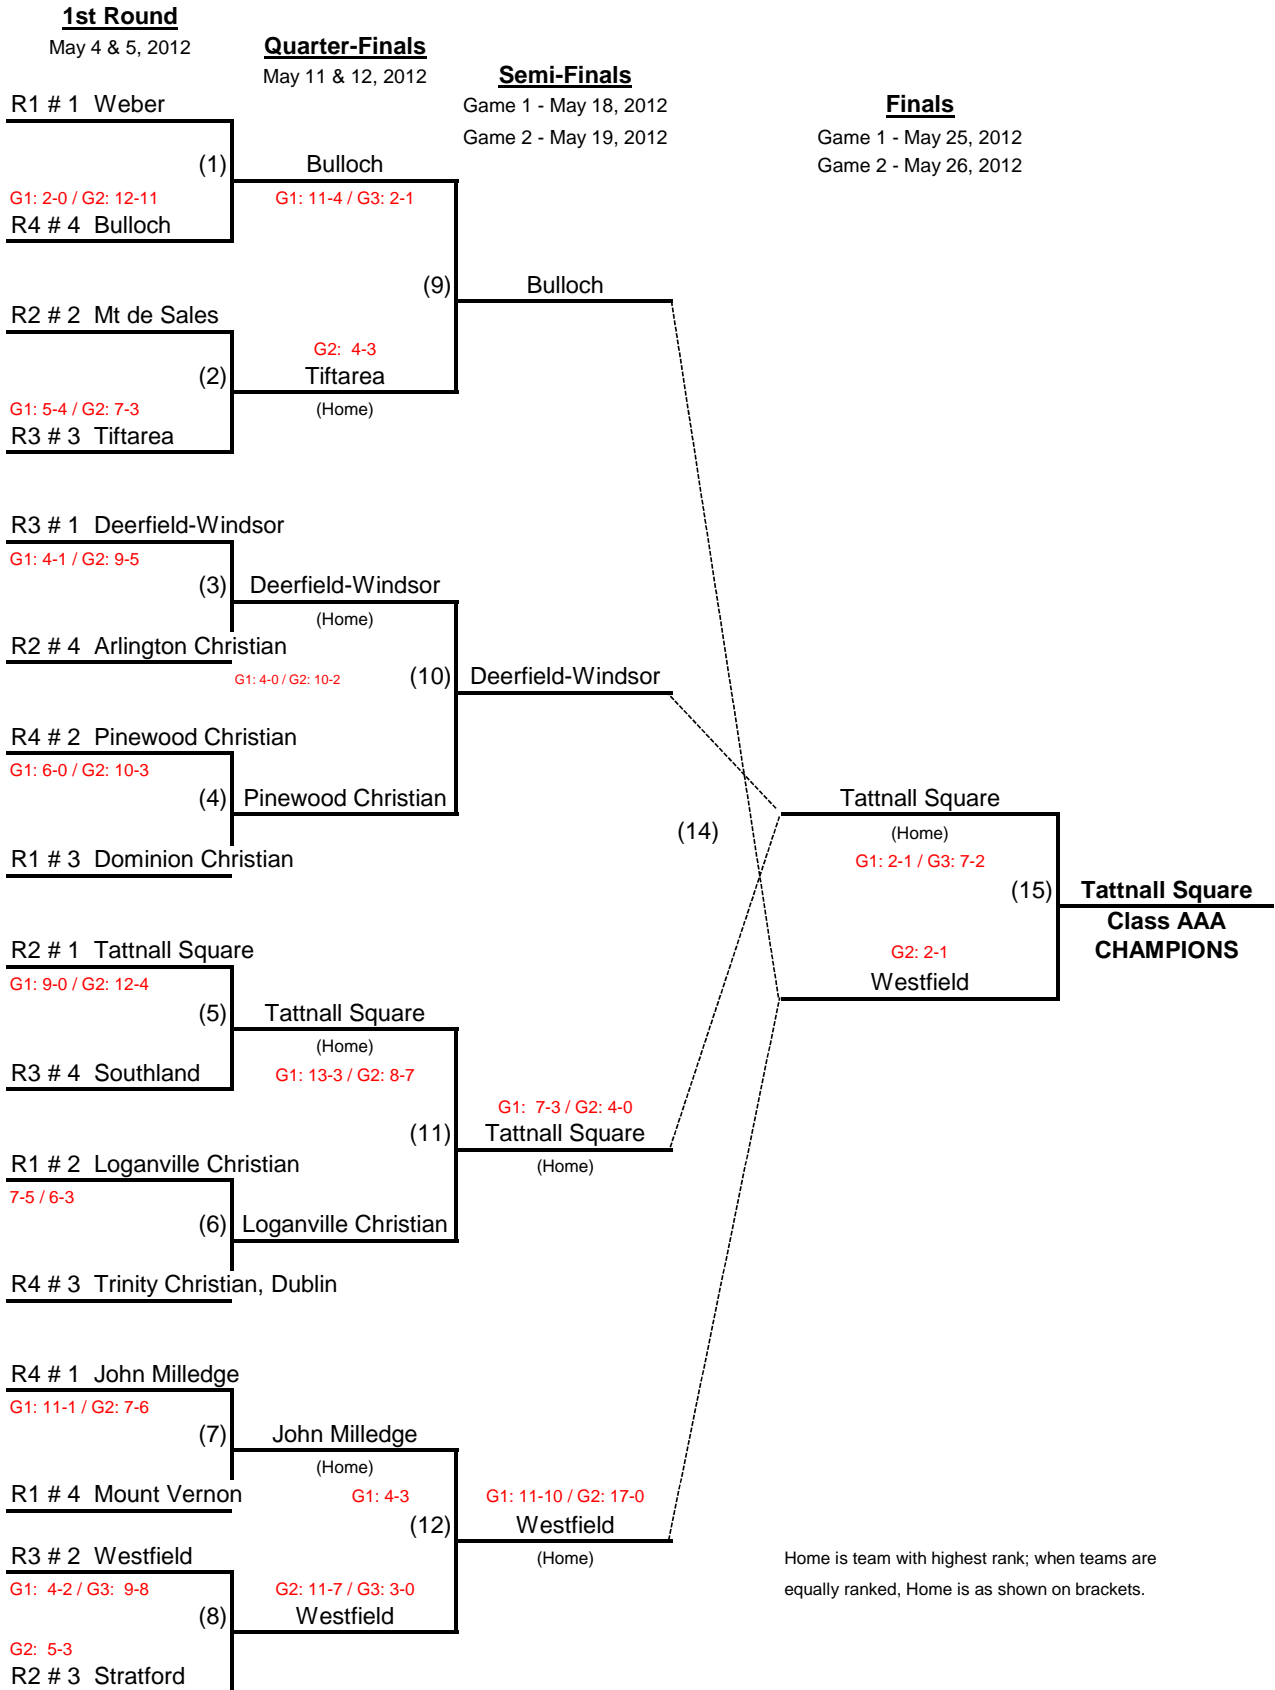 1st Round
May 4 & 5, 2012
Quarter-Finals
May 11 & 12, 2012
Semi-Finals
Game 1 - May 18, 2012
Game 2 - May 19, 2012
Finals
Game 1 - May 25, 2012
Game 2 - May 26, 2012
R1 # 1 Weber
(1)
G1: 2-0 / G2: 12-11
R4 # 4 Bulloch
Bulloch
G1: 11-4 / G3: 2-1
(9)
Bulloch
R2 # 2 Mt de Sales
(2)
G1: 5-4 / G2: 7-3
R3 # 3 Tiftarea
G2: 4-3
Tiftarea
(Home)
R3 # 1 Deerfield-Windsor
G1: 4-1 / G2: 9-5
(3)
Deerfield-Windsor
(Home)
R2 # 4 Arlington Christian
G1: 4-0 / G2: 10-2
(10)
Deerfield-Windsor
R4 # 2 Pinewood Christian
G1: 6-0 / G2: 10-3
(4)
Pinewood Christian
R1 # 3 Dominion Christian
(14)
Tattnall Square
(Home)
G1: 2-1 / G3: 7-2
(15)
Tattnall Square
Class AAA
CHAMPIONS
G2: 2-1
Westfield
R2 # 1 Tattnall Square
G1: 9-0 / G2: 12-4
(5)
Tattnall Square
(Home)
R3 # 4 Southland
G1: 13-3 / G2: 8-7
(11)
G1: 7-3 / G2: 4-0
Tattnall Square
(Home)
R1 # 2 Loganville Christian
7-5 / 6-3
(6)
Loganville Christian
R4 # 3 Trinity Christian, Dublin
R4 # 1 John Milledge
G1: 11-1 / G2: 7-6
(7)
John Milledge
(Home)
R1 # 4 Mount Vernon
G1: 4-3
(12)
G1: 11-10 / G2: 17-0
Westfield
(Home)
R3 # 2 Westfield
G1: 4-2 / G3: 9-8
(8)
G2: 11-7 / G3: 3-0
Westfield
G2: 5-3
R2 # 3 Stratford
Home is team with highest rank; when teams are
equally ranked, Home is as shown on brackets.